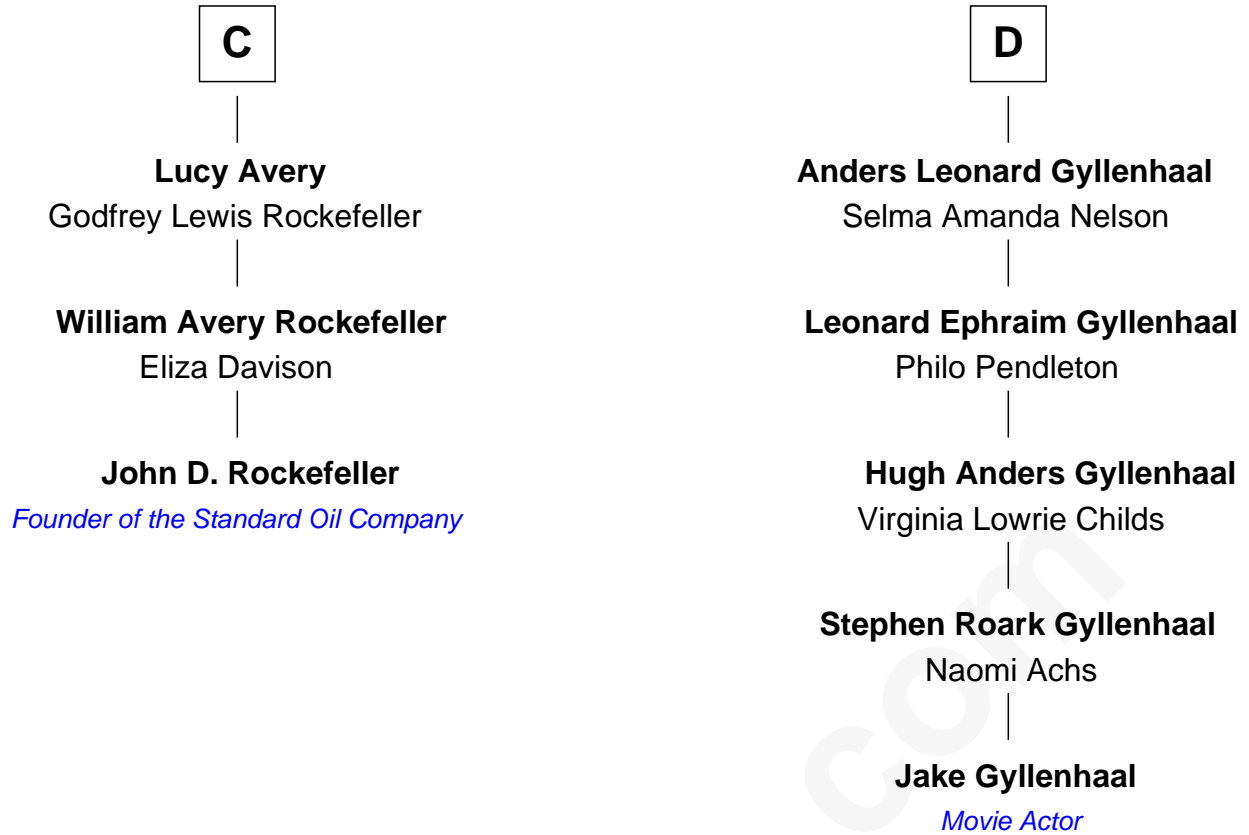 C
Lucy Avery
Godfrey Lewis Rockefeller
William Avery Rockefeller
Eliza Davison
John D. Rockefeller
Founder of the Standard Oil Company
D
Anders Leonard Gyllenhaal
Selma Amanda Nelson
Leonard Ephraim Gyllenhaal
Philo Pendleton
Hugh Anders Gyllenhaal
Virginia Lowrie Childs
Stephen Roark Gyllenhaal
Naomi Achs
Jake Gyllenhaal
Movie Actor
com